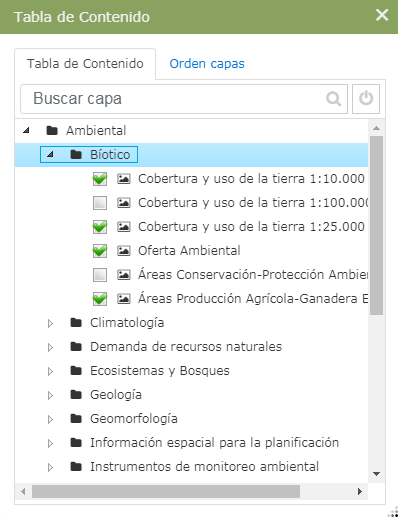 Tabla de Contenido
Tabla de Contenido Orden capas
Buscar capa
Ambiental
Bíotico
Cobertura y uso de la tierra 1:10.000
Cobertura y uso de la tierra 1:100.000
Cobertura y uso de la tierra 1:25.000
Oferta Ambiental
Áreas Conservación-Protección Ambie
Áreas Producción Agrícola-Ganadera E
Climatología
Demanda de recursos naturales
Ecosistemas y Bosques
Geología
Geomorfología
Información espacial para la planificación
Instrumentos de monitoreo ambiental